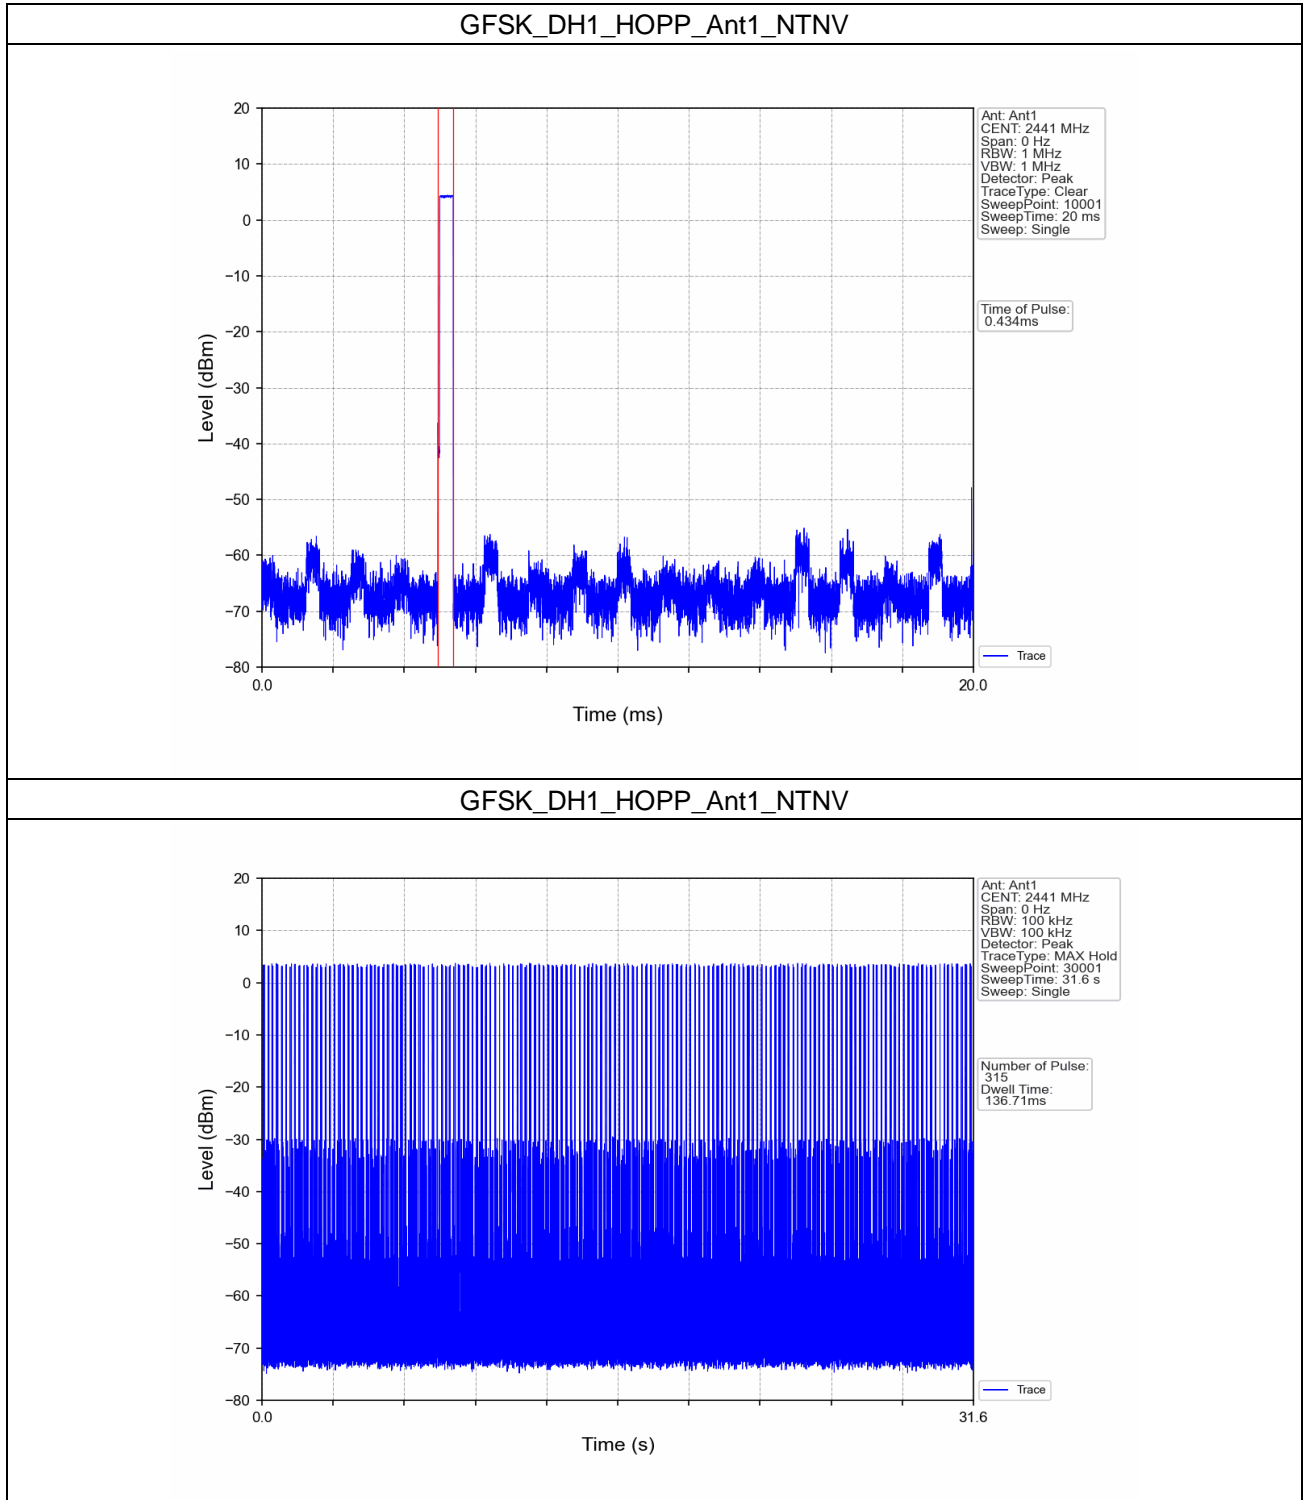 GFSK_DH1_HOPP_Ant1_NTNV
20
10
0
−10
−20
−30
−40
−50
−60
−70
−80
Level (dBm)
0.0
20.0
Time (ms)
Ant: Ant1
CENT: 2441 MHz
Span: 0 Hz
RBW: 1 MHz
VBW: 1 MHz
Detector: Peak
TraceType: Clear
SweepPoint: 10001
SweepTime: 20 ms
Sweep: Single
Time of Pulse:
0.434ms
Trace
GFSK_DH1_HOPP_Ant1_NTNV
20
10
0
−10
−20
−30
−40
−50
−60
−70
−80
Level (dBm)
0.0
31.6
Time (s)
Ant: Ant1
CENT: 2441 MHz
Span: 0 Hz
RBW: 100 kHz
VBW: 100 kHz
Detector: Peak
TraceType: MAX Hold
SweepPoint: 30001
SweepTime: 31.6 s
Sweep: Single
Number of Pulse:
315
Dwell Time:
136.71ms
Trace